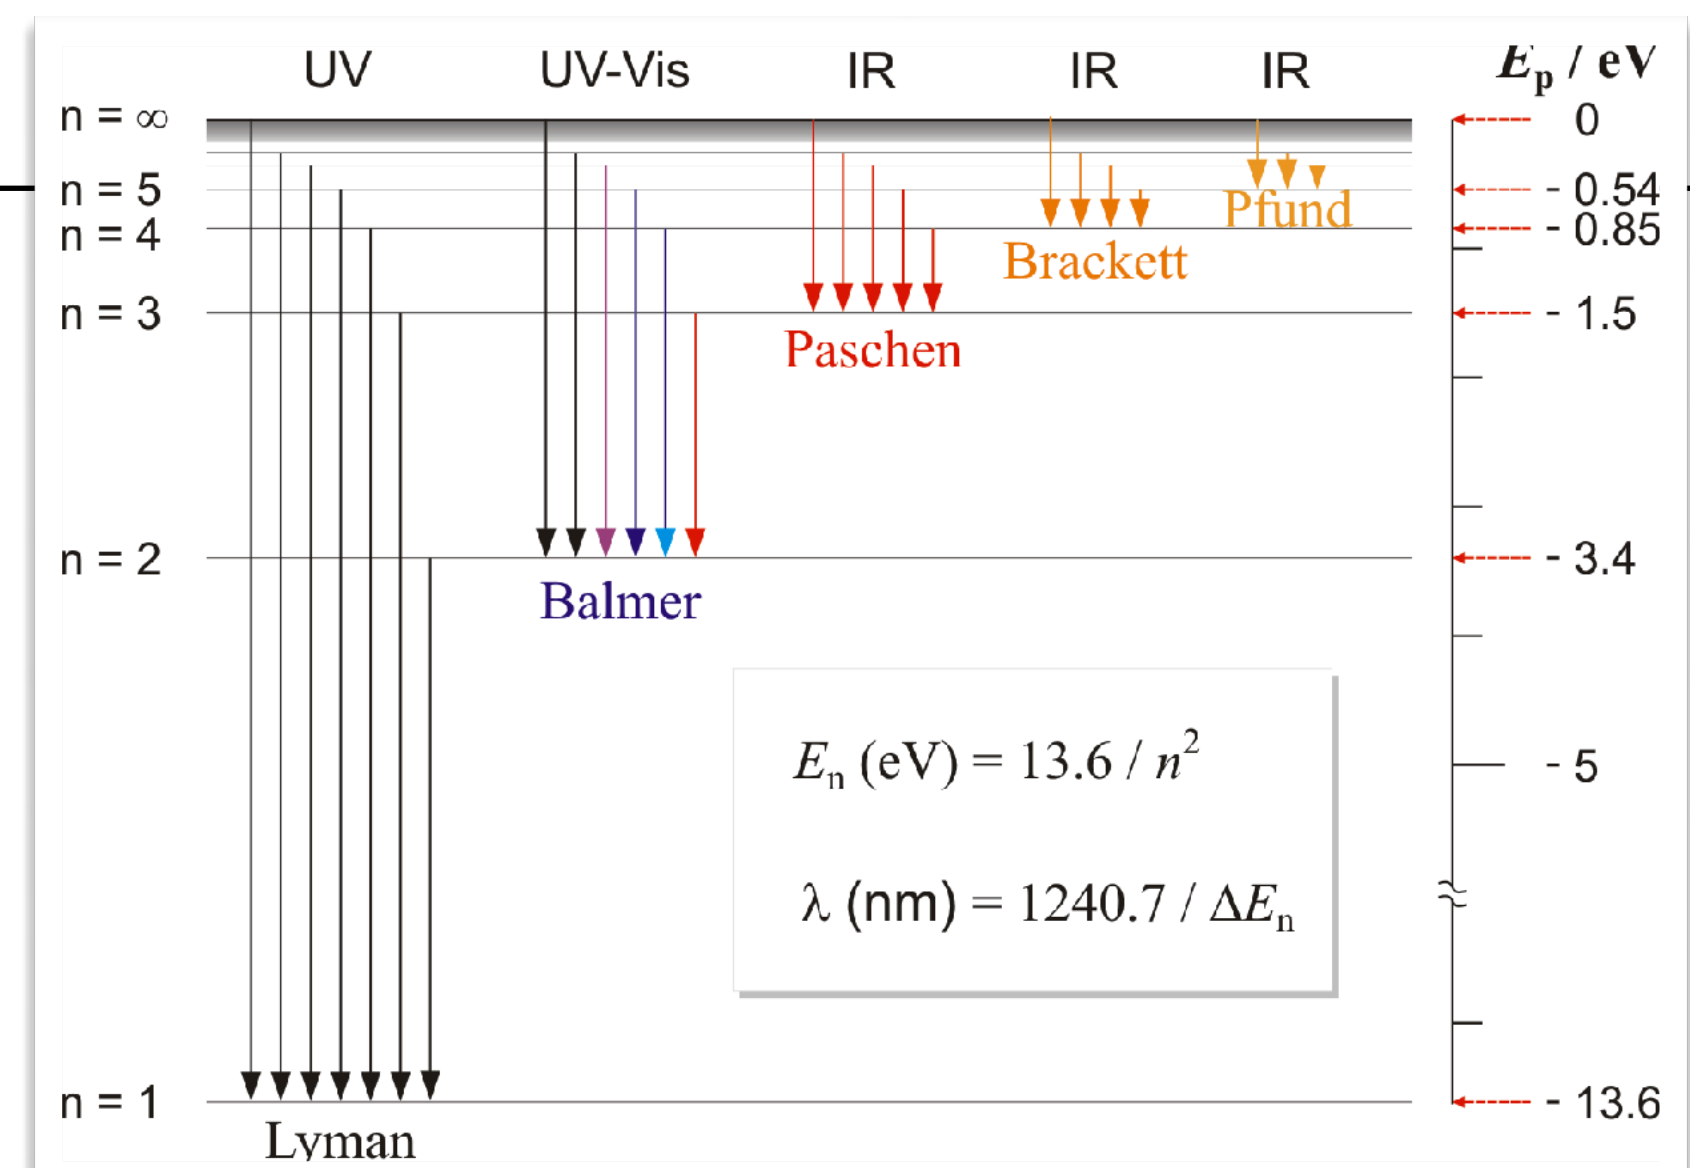 UV UV-Vis IR IR IR Ep / eV
n = ∞ 0
n = 5 - 0.54
n = 4 - 0.85
Pfund
Brackett
n = 3 - 1.5
Paschen
n = 2 - 3.4
Balmer
En (eV) = 13.6 / n²
- 5
λ (nm) = 1240.7 / ΔEn
n = 1 - 13.6
Lyman